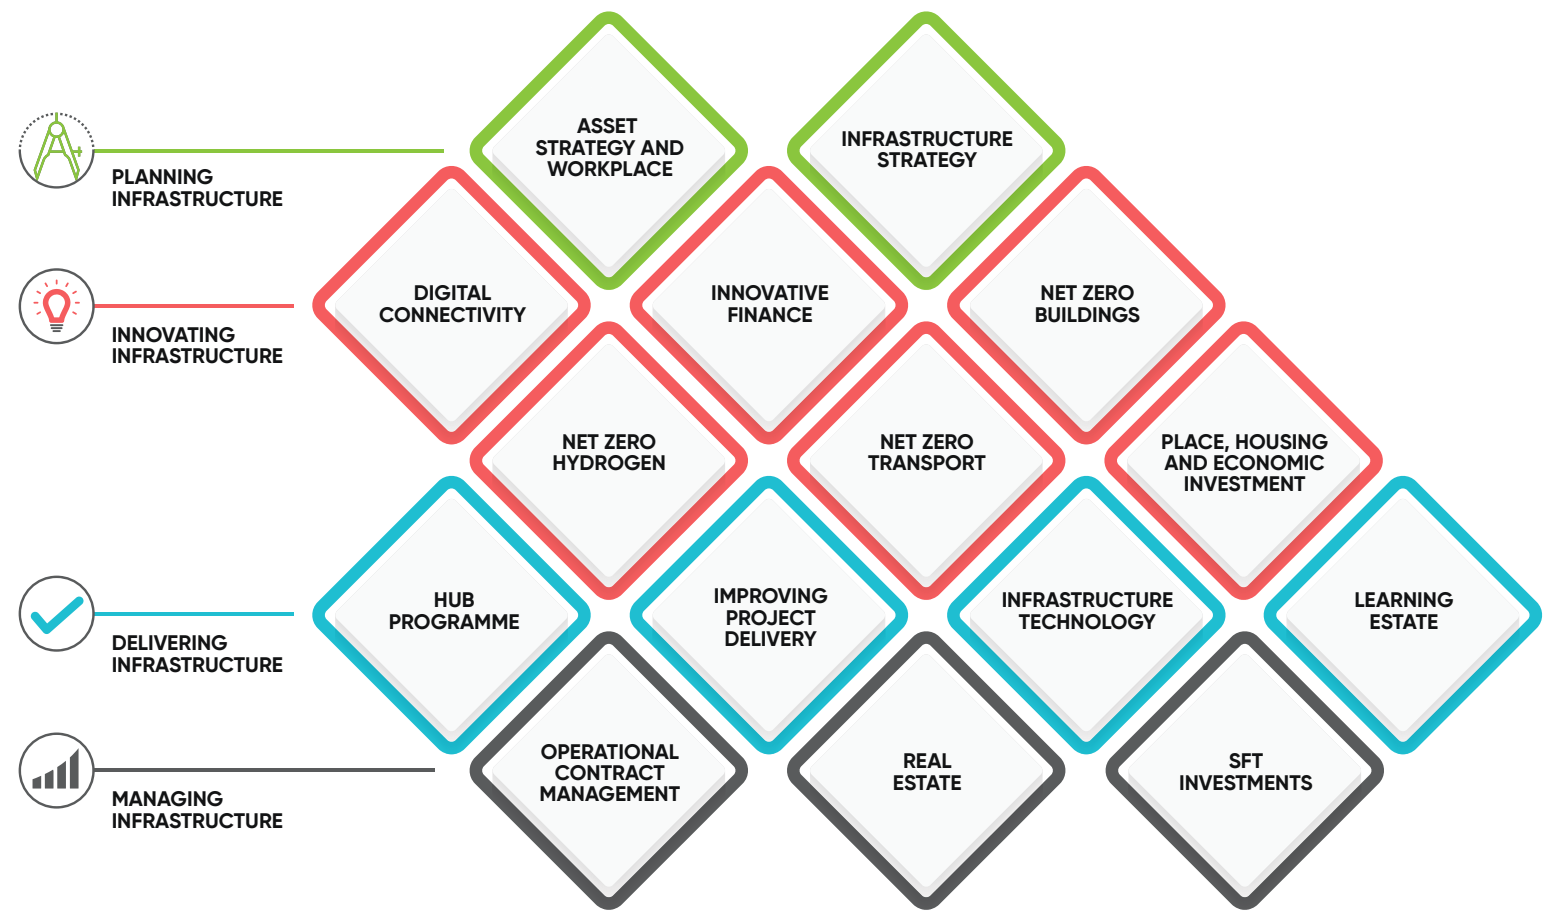 ASSET
STRATEGY AND
WORKPLACE
INFRASTRUCTURE
STRATEGY
PLANNING
INFRASTRUCTURE
DIGITAL
CONNECTIVITY
INNOVATIVE
FINANCE
NET ZERO
BUILDINGS
INNOVATING
INFRASTRUCTURE
NET ZERO
HYDROGEN
NET ZERO
TRANSPORT
PLACE, HOUSING
AND ECONOMIC
INVESTMENT
HUB
PROGRAMME
IMPROVING
PROJECT
DELIVERY
INFRASTRUCTURE
TECHNOLOGY
LEARNING
ESTATE
DELIVERING
INFRASTRUCTURE
OPERATIONAL
CONTRACT
MANAGEMENT
REAL
ESTATE
SFT
INVESTMENTS
MANAGING
INFRASTRUCTURE